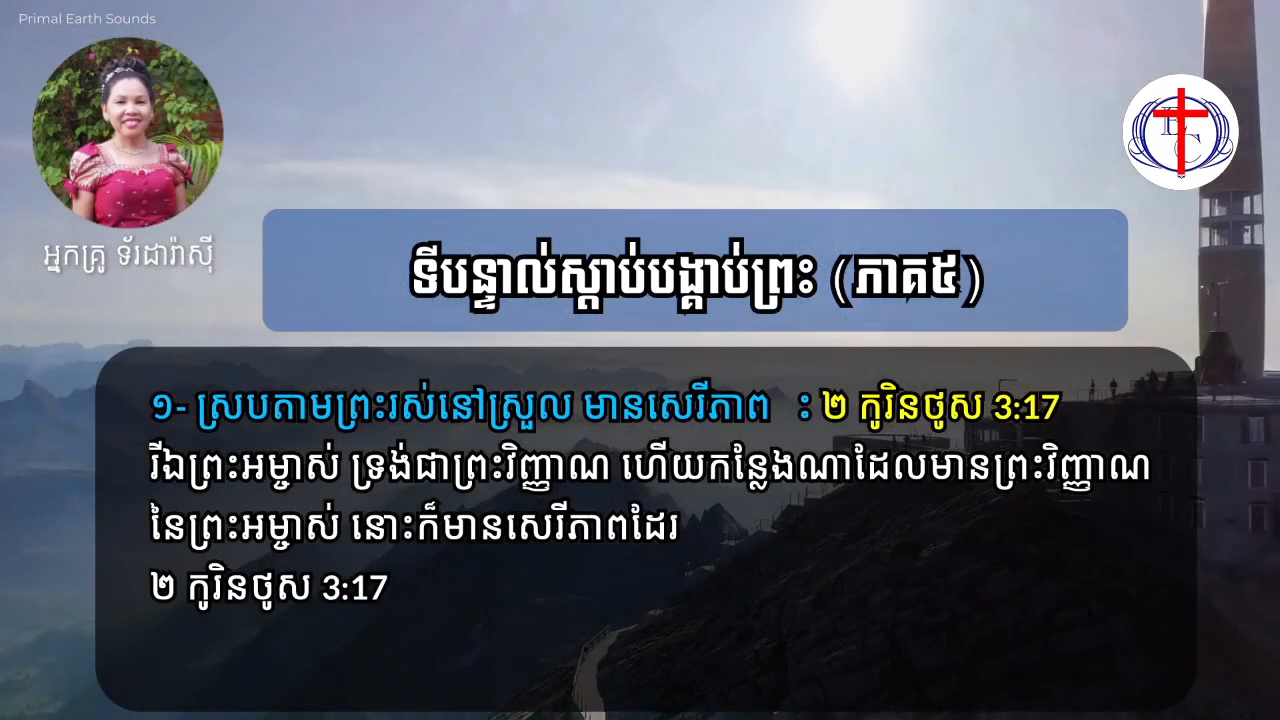 Primal Earth Sounds
អ្នកគ្រូ ទ័រដារ៉ាស៊ី
ទីបន្ទាល់ស្តាប់បង្គាប់ព្រះ (ភាគ៥)
១- ស្របតាមព្រះរស់នៅស្រួល មានសេរីភាព ៖ ២ កូរិនថូស 3:17
រីឯព្រះអម្ចាស់ ទ្រង់ជាព្រះវិញ្ញាណ ហើយកន្លែងណាដែលមានព្រះវិញ្ញាណ
នៃព្រះអម្ចាស់ នោះក៏មានសេរីភាពដែរ
២ កូរិនថូស 3:17